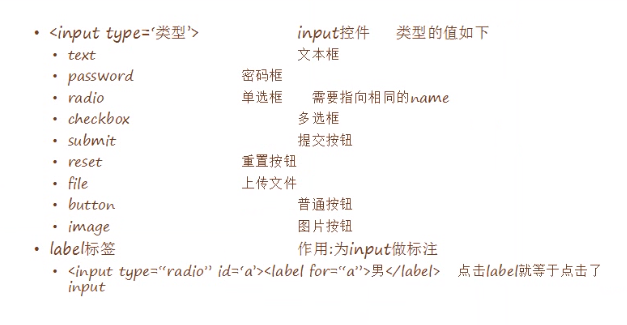 • <input type=‘类型’> input控件 类型的值如下
• text 文本框
• password 密码框
• radio 单选框 需要指向相同的name
• checkbox 多选框
• submit 提交按钮
• reset 重置按钮
• file 上传文件
• button 普通按钮
• image 图片按钮
• label标签 作用:为input做标注
• <input type=“radio” id=‘a’><label for=“a”>男</label> 点击label就等于点击了
input